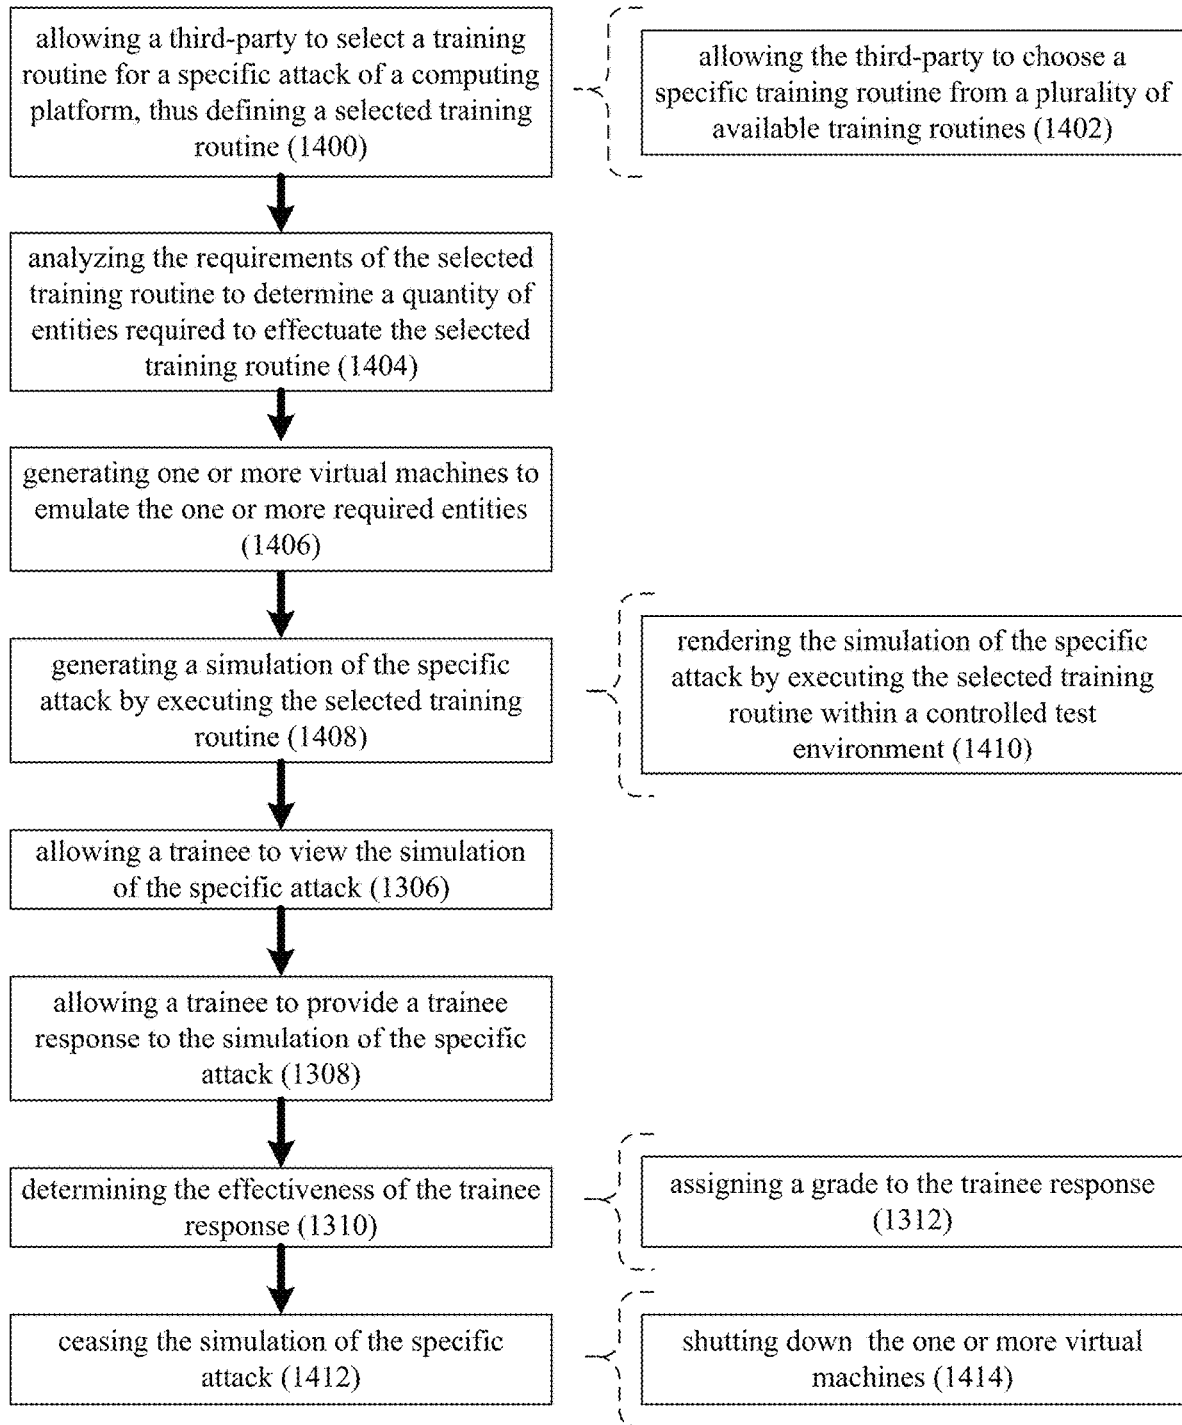 allowing a third-party to select a training
routine for a specific attack of a computing
platform, thus defining a selected training
routine (1400)
allowing the third-party to choose a
specific training routine from a plurality of
available training routines (1402)
analyzing the requirements of the selected
training routine to determine a quantity of
entities required to effectuate the selected
training routine (1404)
generating one or more virtual machines to
emulate the one or more required entities
(1406)
generating a simulation of the specific
attack by executing the selected training
routine (1408)
rendering the simulation of the specific
attack by executing the selected training
routine within a controlled test
environment (1410)
allowing a trainee to view the simulation
of the specific attack (1306)
allowing a trainee to provide a trainee
response to the simulation of the specific
attack (1308)
determining the effectiveness of the trainee
response (1310)
assigning a grade to the trainee response
(1312)
ceasing the simulation of the specific
attack (1412)
shutting down the one or more virtual
machines (1414)